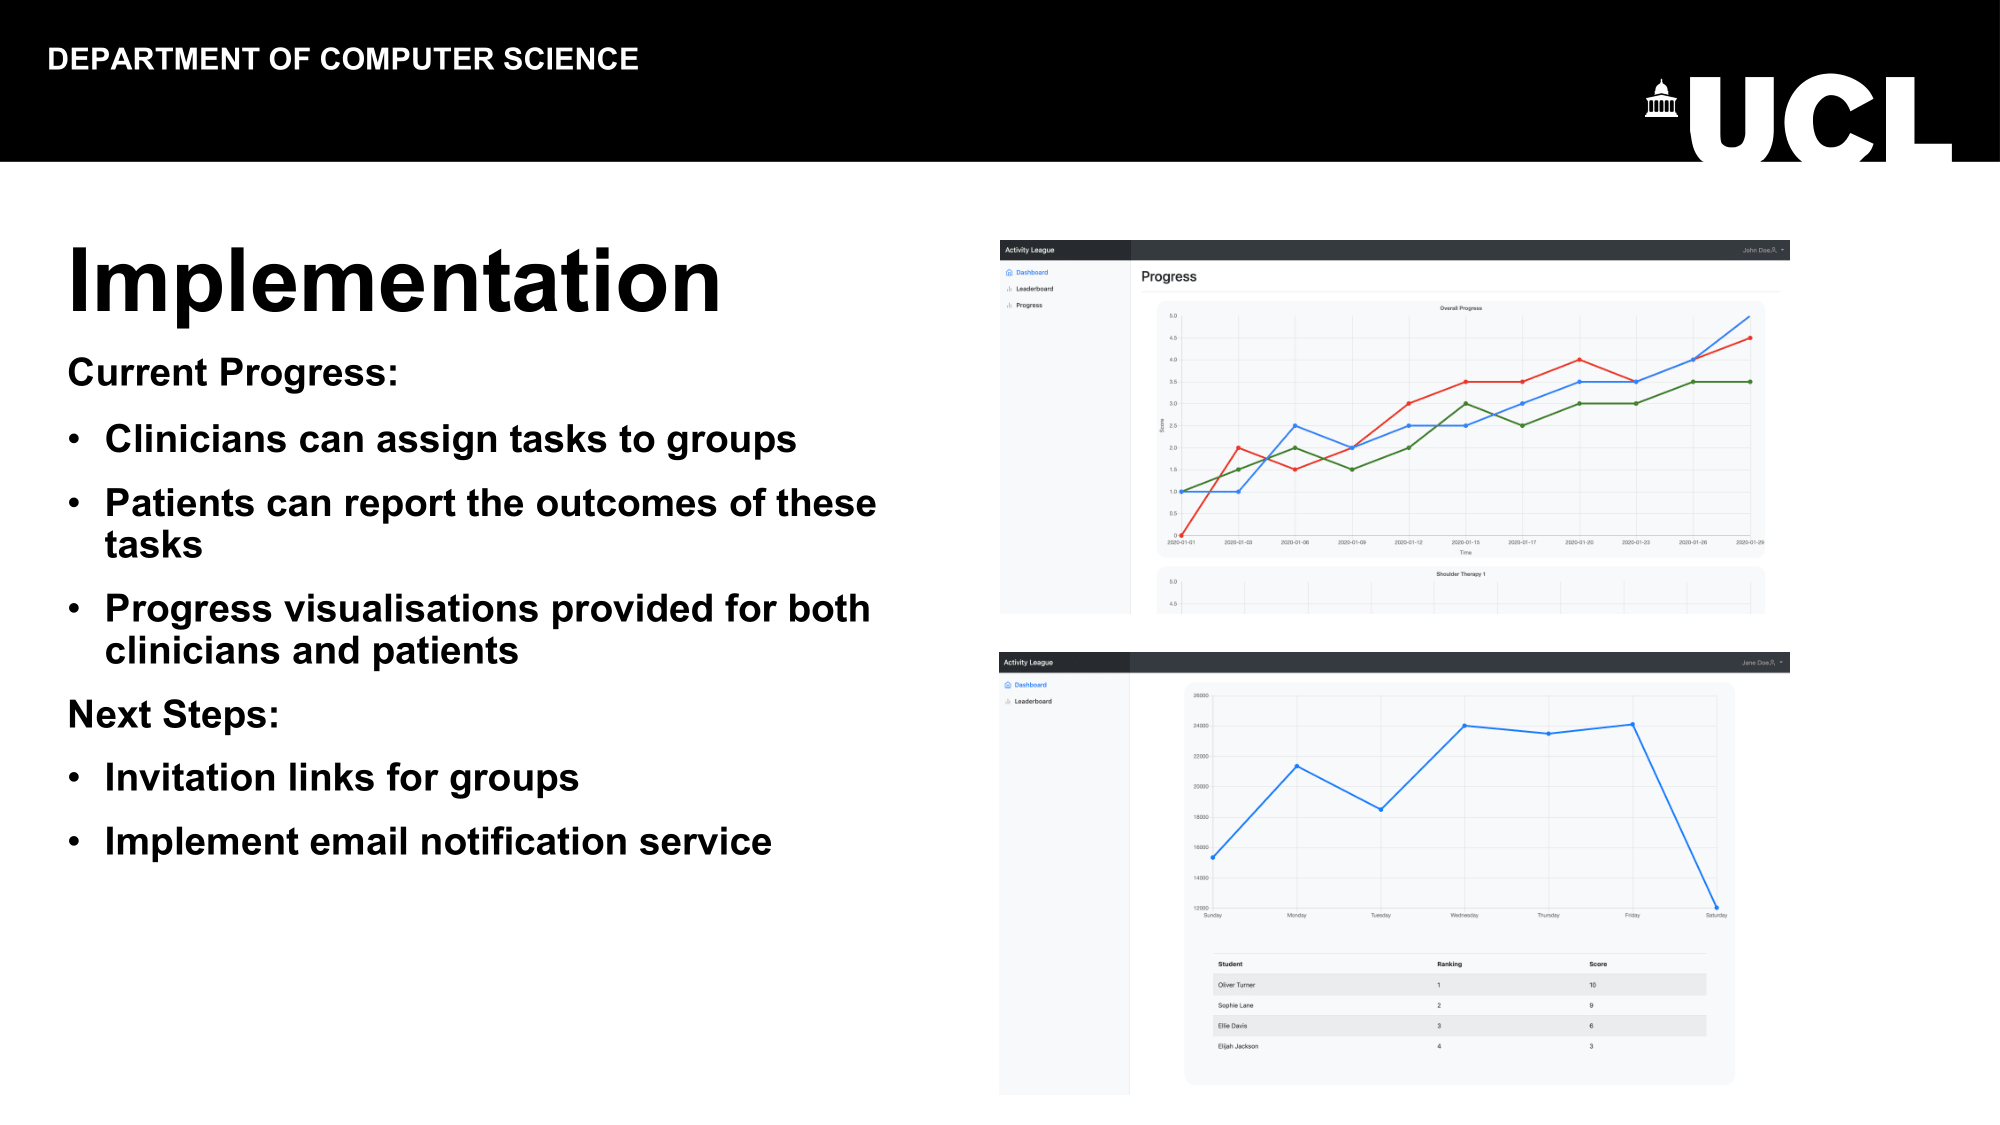 DEPARTMENT OF COMPUTER SCIENCE
UCL
Implementation
Current Progress:
• Clinicians can assign tasks to groups
• Patients can report the outcomes of these
tasks
• Progress visualisations provided for both
clinicians and patients
Next Steps:
• Invitation links for groups
• Implement email notification service
Activity League
John Doe
Dashboard
Leaderboard
Progress
Progress
Overall Progress
5.0
4.5
4.0
3.5
3.0
2.5
2.0
1.5
1.0
0.5
0
Score
2020-01-01 2020-01-03 2020-01-06 2020-01-09 2020-01-12 2020-01-15 2020-01-17 2020-01-20 2020-01-23 2020-01-26 2020-01-29
Time
Shoulder Therapy 1
5.0
4.5
Activity League
Jane Doe
Dashboard
Leaderboard
26000
24000
22000
20000
18000
16000
14000
12000
Sunday Monday Tuesday Wednesday Thursday Friday Saturday
Student Ranking Score
Oliver Turner 1 10
Sophie Lane 2 9
Ellie Davis 3 6
Elijah Jackson 4 3